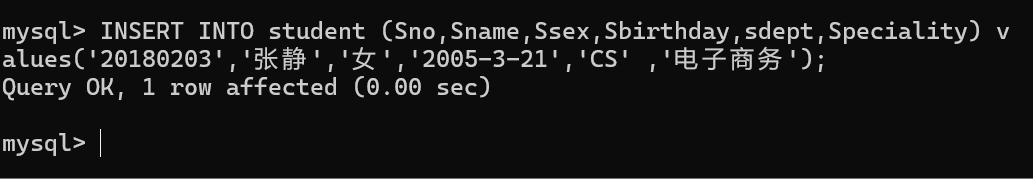 mysql> INSERT INTO student (Sno,Sname,Ssex,Sbirthday,sdept,Speciality) v
alues('20180203','张静','女','2005-3-21','CS' ,'电子商务');
Query OK, 1 row affected (0.00 sec)
mysql>